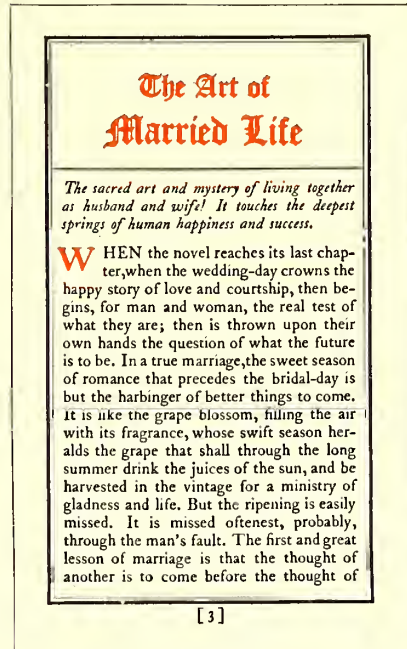 The Art of
Married Life
The sacred art and mystery of living together
as husband and wife! It touches the deepest
springs of human happiness and success.
WHEN the novel reaches its last chap-
ter,when the wedding-day crowns the
happy story of love and courtship, then be-
gins, for man and woman, the real test of
what they are; then is thrown upon their
own hands the question of what the future
is to be. In a true marriage,the sweet season
of romance that precedes the bridal-day is
but the harbinger of better things to come.
It is like the grape blossom, filling the air
with its fragrance, whose swift season her-
alds the grape that shall through the long
summer drink the juices of the sun, and be
harvested in the vintage for a ministry of
gladness and life. But the ripening is easily
missed. It is missed oftenest, probably,
through the man's fault. The first and great
lesson of marriage is that the thought of
another is to come before the thought of
[3]